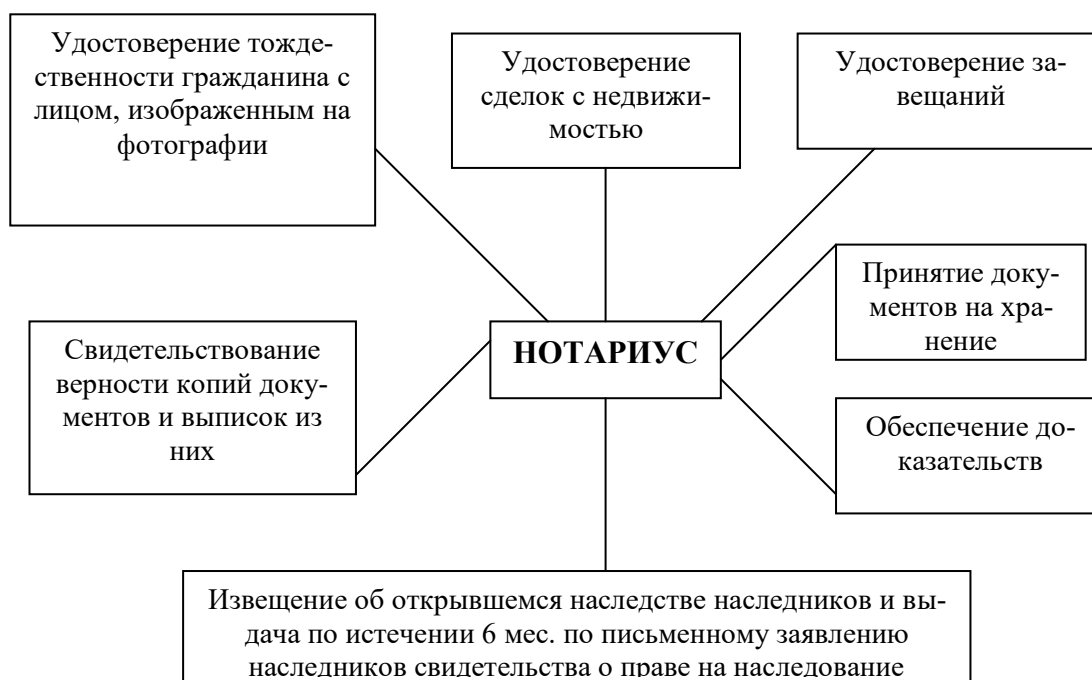 Удостоверение тожде-
ственности гражданина с
лицом, изображенным на
фотографии
Удостоверение
сделок с недвижи-
мостью
Удостоверение за-
вещаний
Принятие доку-
ментов на хра-
нение
НОТАРИУС
Свидетельствование
верности копий доку-
ментов и выписок из
них
Обеспечение до-
казательств
Извещение об открывшемся наследстве наследников и вы-
дача по истечении 6 мес. по письменному заявлению
наследников свидетельства о праве на наследование